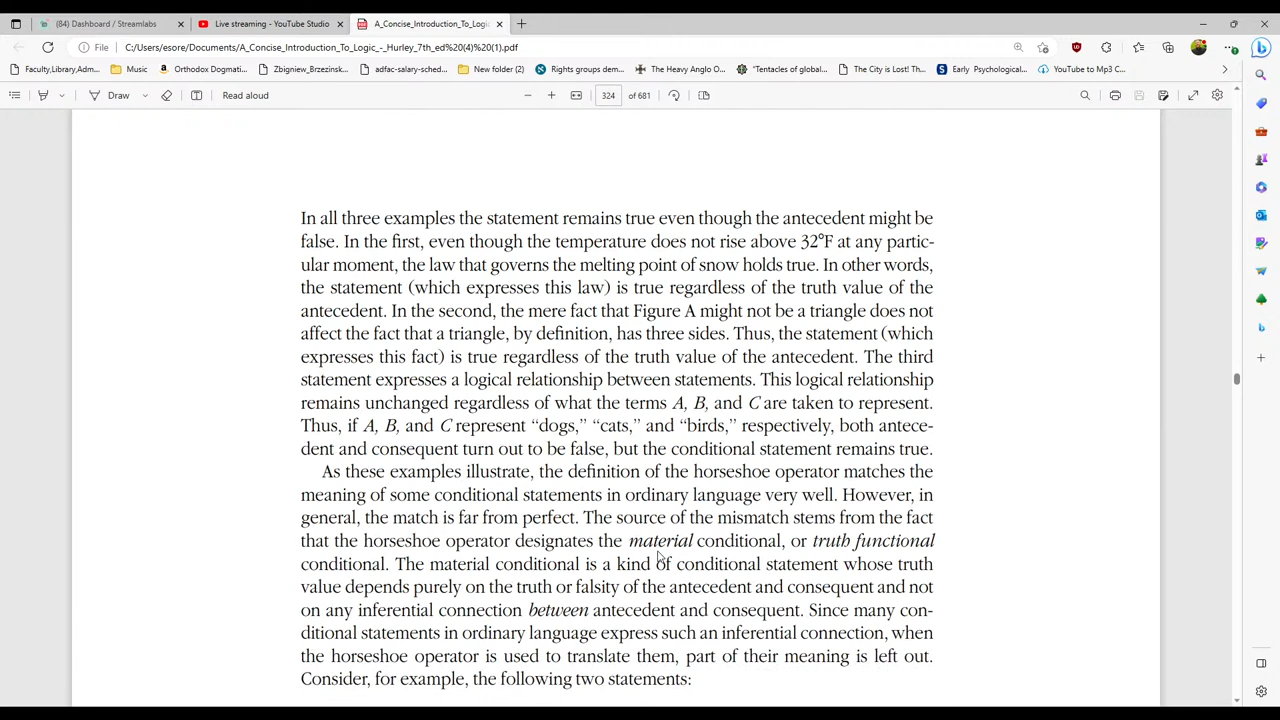 (84) Dashboard / Streamlabs
Live streaming - YouTube Studio
A_Concise_Introduction_To_Logic
File
C:/Users/esore/Documents/A_Concise_Introduction_To_Logic_-_Hurley_7th_ed%20(4)%20(1).pdf
Faculty,Library,Adm...
Music
Orthodox Dogmati...
Zbigniew_Brzezinsk...
adfac-salary-sched...
New folder (2)
Rights groups dem...
The Heavy Anglo O...
"Tentacles of global...
The City is Lost! Th...
Early Psychological...
YouTube to Mp3 C...
Draw
Read aloud
324 of 681
In all three examples the statement remains true even though the antecedent might be
false. In the first, even though the temperature does not rise above 32°F at any partic-
ular moment, the law that governs the melting point of snow holds true. In other words,
the statement (which expresses this law) is true regardless of the truth value of the
antecedent. In the second, the mere fact that Figure A might not be a triangle does not
affect the fact that a triangle, by definition, has three sides. Thus, the statement (which
expresses this fact) is true regardless of the truth value of the antecedent. The third
statement expresses a logical relationship between statements. This logical relationship
remains unchanged regardless of what the terms A, B, and C are taken to represent.
Thus, if A, B, and C represent “dogs,” “cats,” and “birds,” respectively, both antece-
dent and consequent turn out to be false, but the conditional statement remains true.
As these examples illustrate, the definition of the horseshoe operator matches the
meaning of some conditional statements in ordinary language very well. However, in
general, the match is far from perfect. The source of the mismatch stems from the fact
that the horseshoe operator designates the material conditional, or truth functional
conditional. The material conditional is a kind of conditional statement whose truth
value depends purely on the truth or falsity of the antecedent and consequent and not
on any inferential connection between antecedent and consequent. Since many con-
ditional statements in ordinary language express such an inferential connection, when
the horseshoe operator is used to translate them, part of their meaning is left out.
Consider, for example, the following two statements: